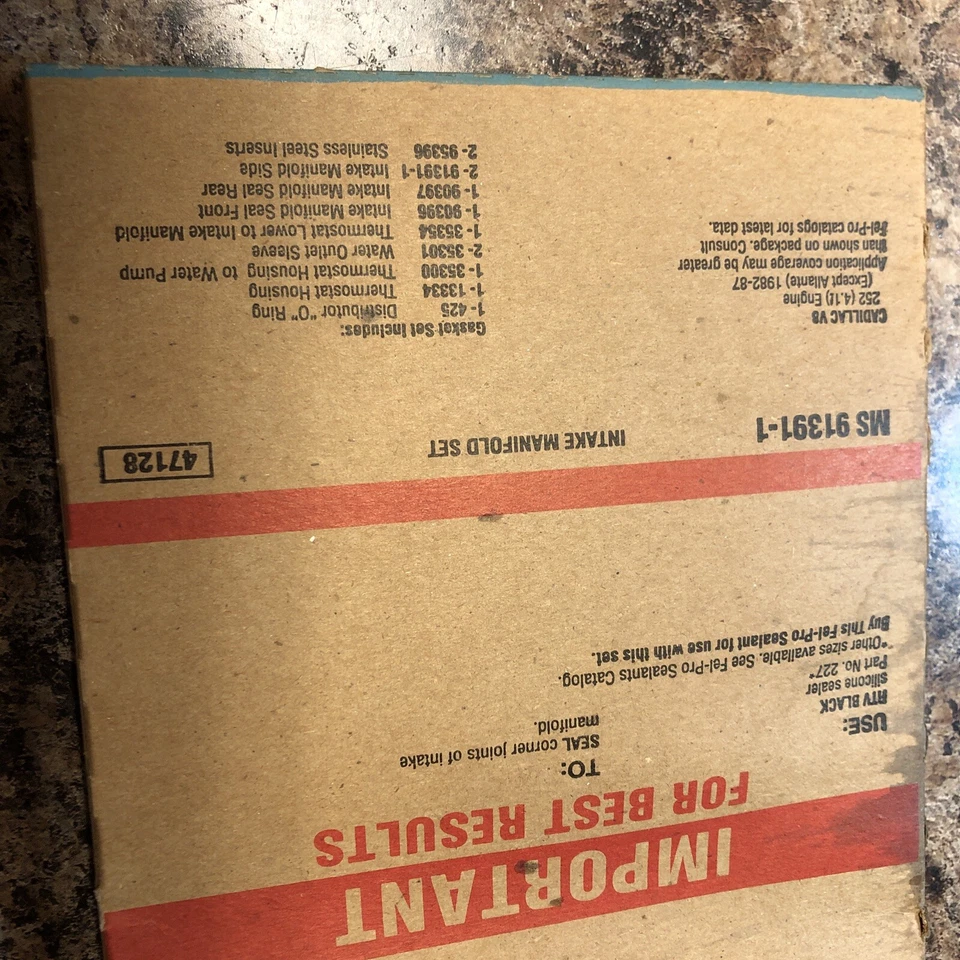 IMPORTANT
FOR BEST RESULTS
USE:
RTV BLACK
silicone sealer
Part No. 227*
TO:
SEAL corner joints of intake
manifold.
*Other sizes available. See Fel-Pro Sealants Catalog.
Buy This Fel-Pro Sealant for use with this set.
MS 91391-1
INTAKE MANIFOLD SET
47128
CADILLAC V8
252 (4.1L) Engine
(Except Allante) 1982-87
Application coverage may be greater
than shown on package. Consult
Fel-Pro catalogs for latest data.
Gasket Set Includes:
1- 425 Distributor "O" Ring
1- 13334 Thermostat Housing
1- 35300 Thermostat Housing to Water Pump
2- 35301 Water Outlet Sleeve
1- 35354 Thermostat Lower to Intake Manifold
1- 90396 Intake Manifold Seal Front
1- 90397 Intake Manifold Seal Rear
2- 91391-1 Intake Manifold Side
2- 95396 Stainless Steel Inserts